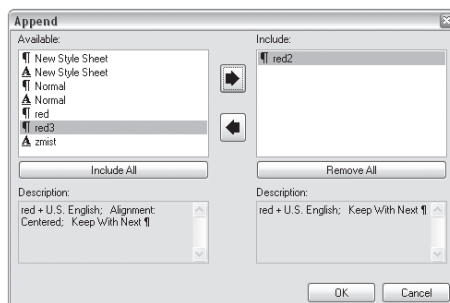 Append
Available:
Include:
¶ New Style Sheet
A New Style Sheet
¶ Normal
A Normal
¶ red
¶ red3
A zmist
¶ red2
Include All
Remove All
Description:
red + U.S. English;   Alignment:
Centered;   Keep With Next ¶
Description:
red + U.S. English;   Keep With Next ¶
OK
Cancel